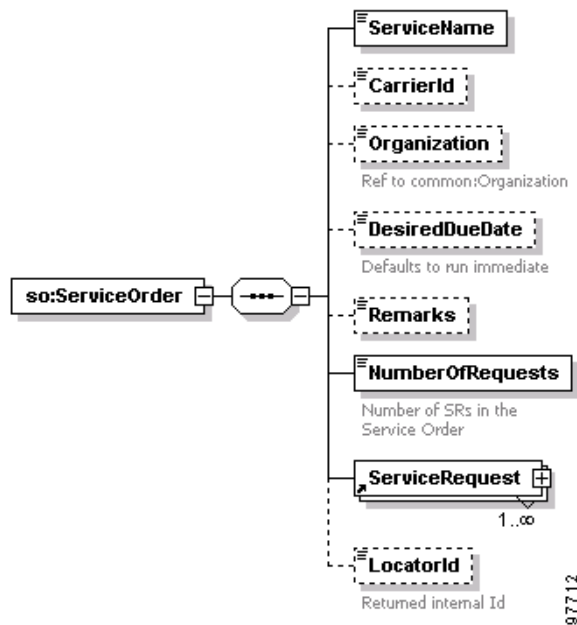 ServiceName
CarrierId
Organization
Ref to common:Organization
DesiredDueDate
Defaults to run immediate
so:ServiceOrder
Remarks
NumberOfRequests
Number of SRs in the
Service Order
ServiceRequest
1..∞
LocatorId
Returned internal Id
97712